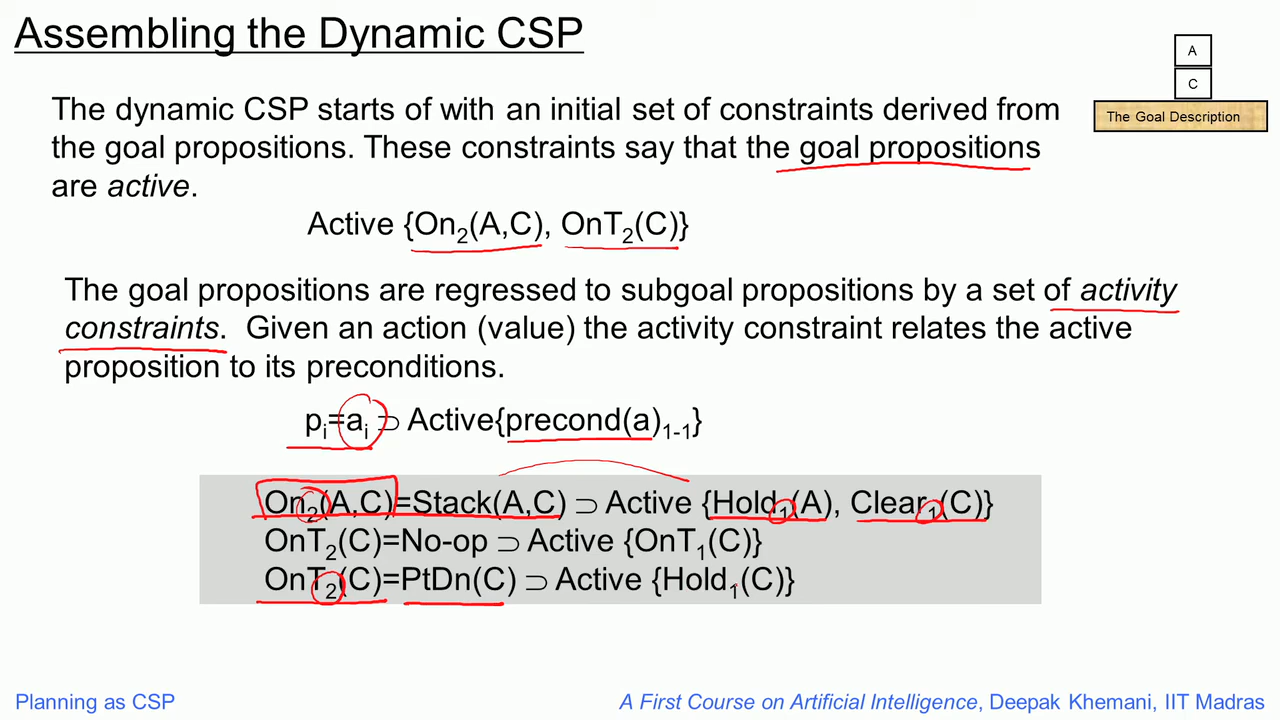 Assembling the Dynamic CSP
A
C
The Goal Description
The dynamic CSP starts of with an initial set of constraints derived from
the goal propositions. These constraints say that the goal propositions
are active.
Active {On₂(A,C), OnT₂(C)}
The goal propositions are regressed to subgoal propositions by a set of activity
constraints. Given an action (value) the activity constraint relates the active
proposition to its preconditions.
pᵢ=aᵢ ⊃ Active{precond(a)₁₋₁}
On₂(A,C)=Stack(A,C) ⊃ Active {Hold₁(A), Clear₁(C)}
OnT₂(C)=No-op ⊃ Active {OnT₁(C)}
OnT₂(C)=PtDn(C) ⊃ Active {Hold₁(C)}
Planning as CSP
A First Course on Artificial Intelligence, Deepak Khemani, IIT Madras